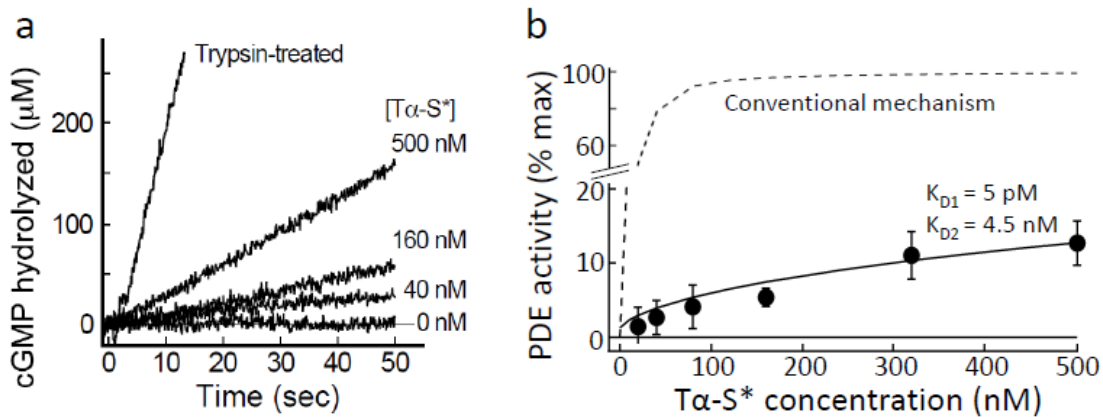 a
cGMP hydrolyzed (µM)
200
100
0
Trypsin-treated
[Tα-S*]
500 nM
160 nM
40 nM
0 nM
0 10 20 30 40 50
Time (sec)
b
PDE activity (% max)
100
60
20
10
0
Conventional mechanism
K_D1 = 5 pM
K_D2 = 4.5 nM
0 100 200 300 400 500
Tα-S* concentration (nM)